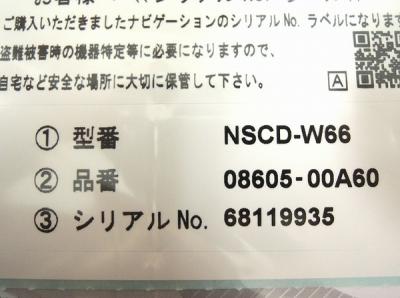 ご購入いただきましたナビゲーションのシリアルNo. ラベルになります
盗難被害時の機器特定等に必要になりますので、
自宅など安全な場所に大切に保管して下さい。
A
① 型番 NSCD-W66
② 品番 08605-00A60
③ シリアルNo. 68119935